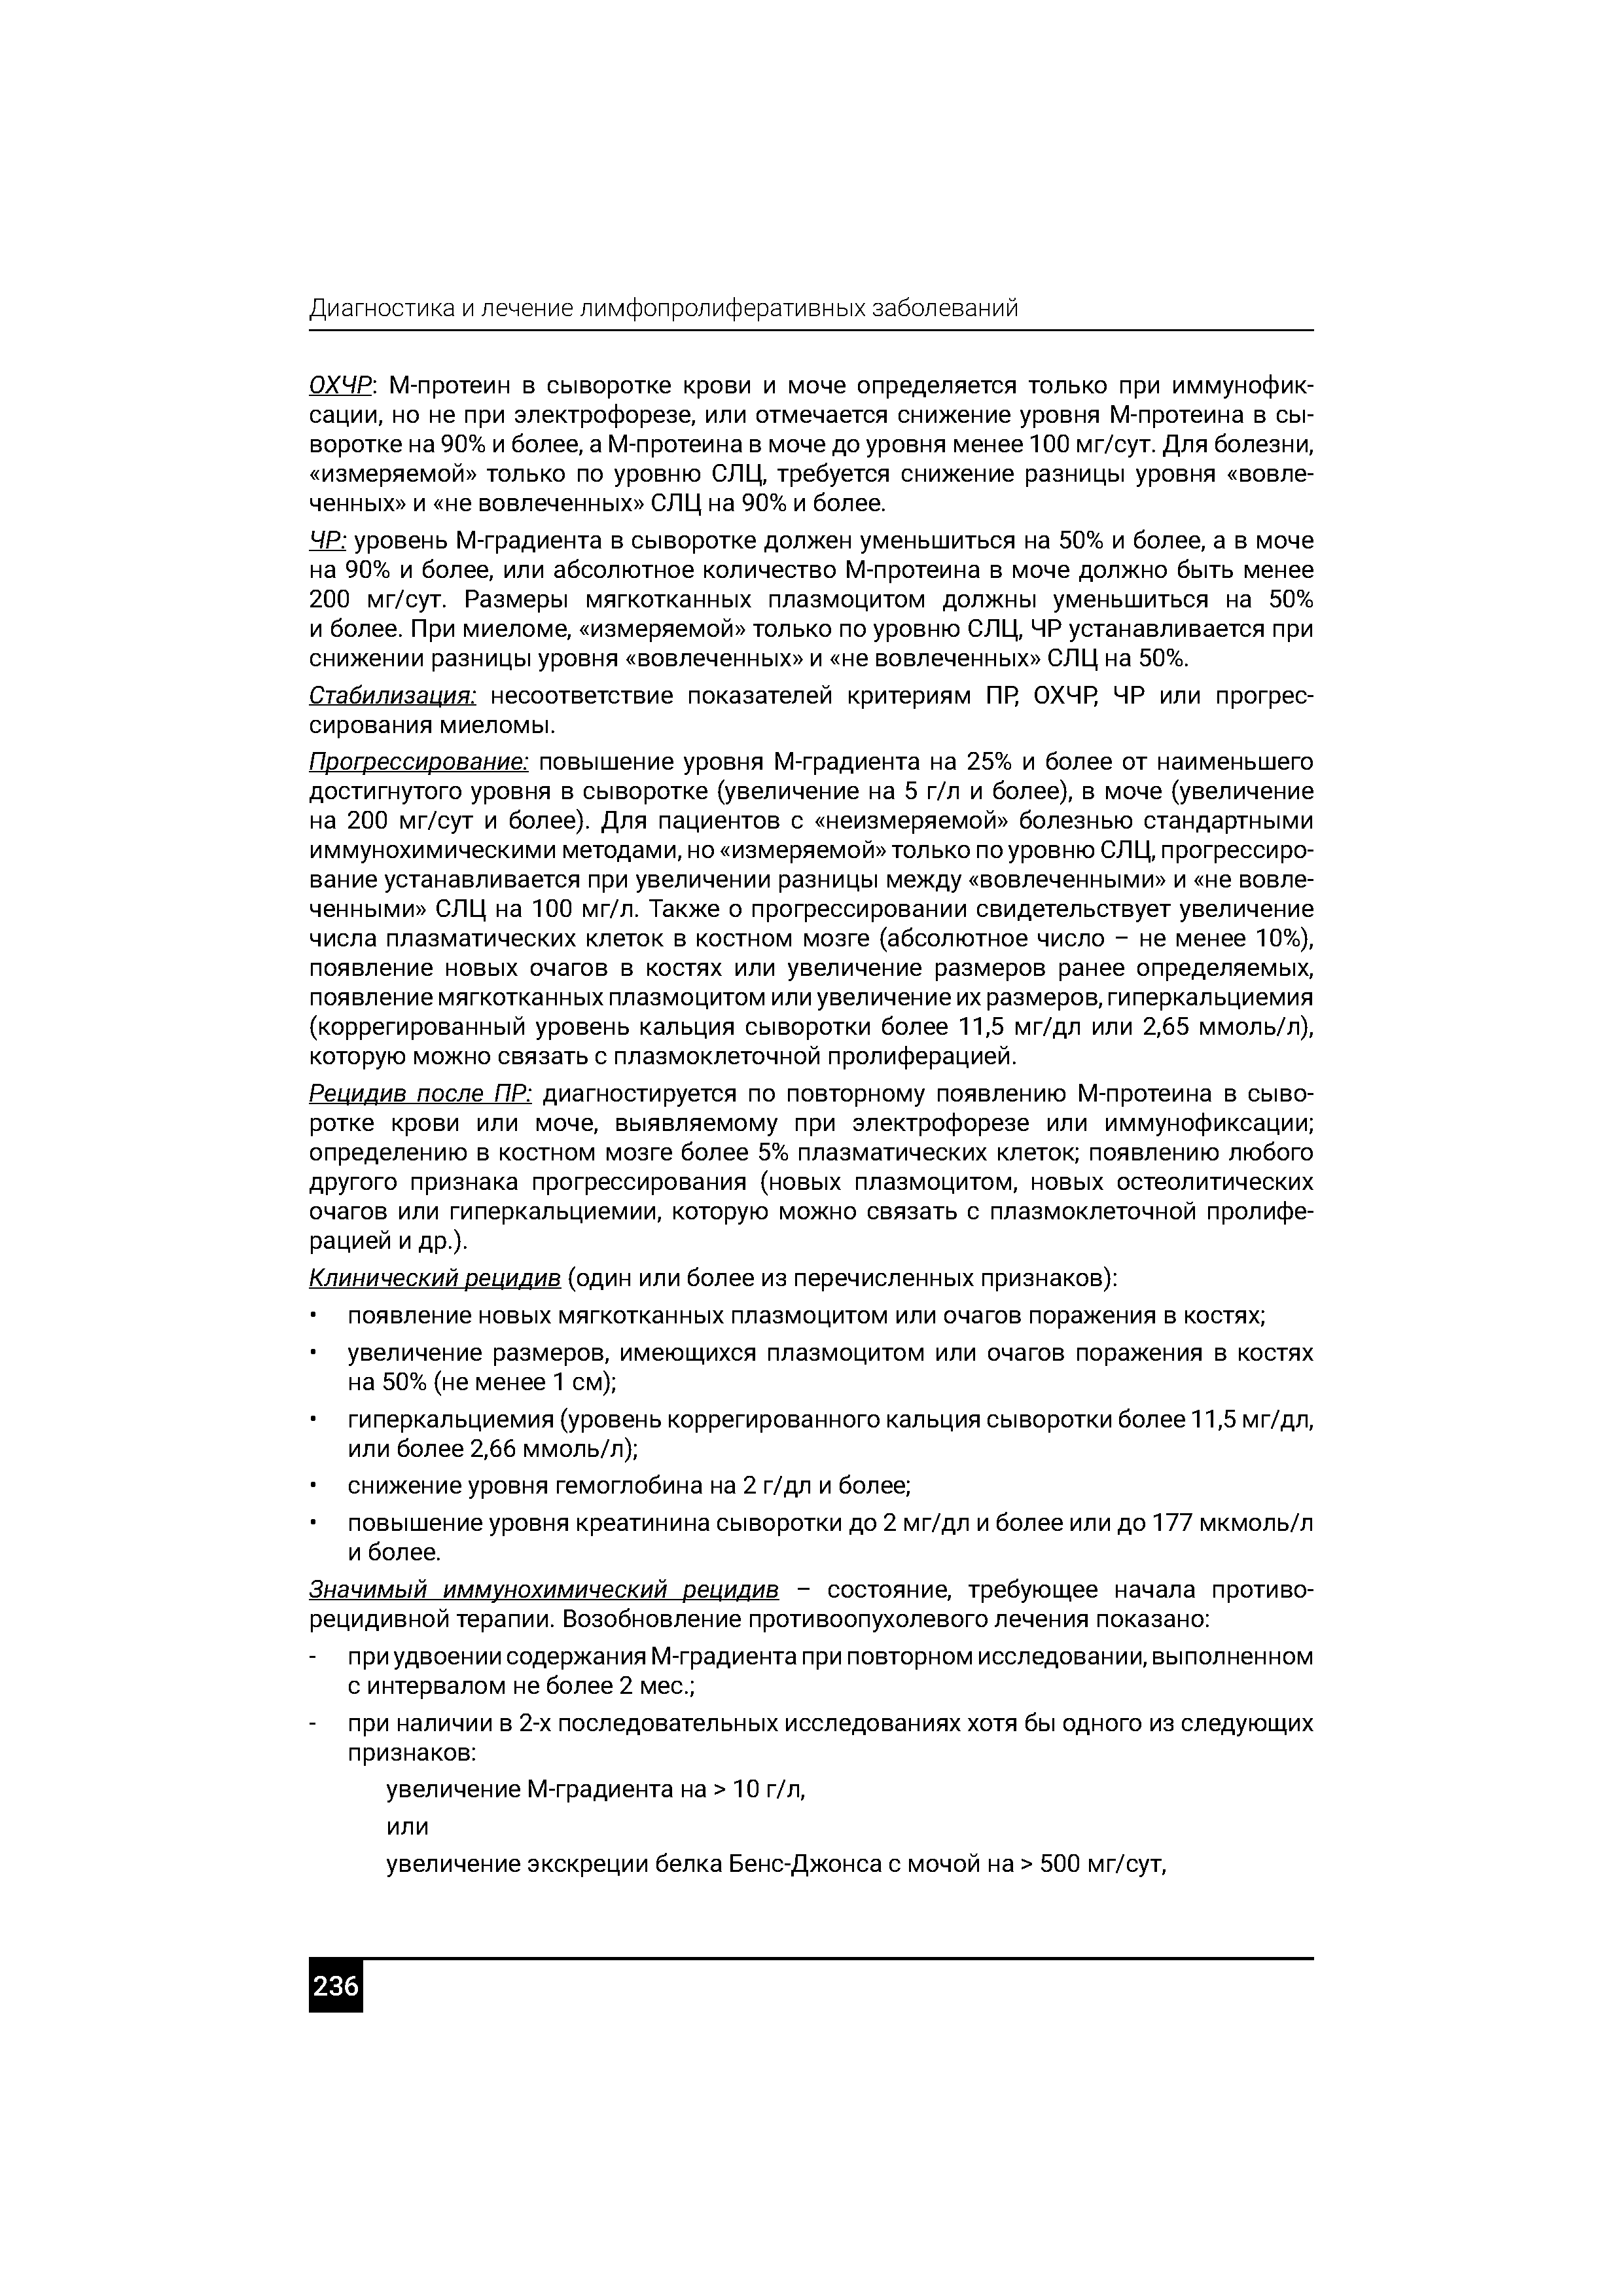 Диагностика и лечение лимфопролиферативных заболеваний
ОХЧР: М-протеин в сыворотке крови и моче определяется только при иммунофик-
сации, но не при электрофорезе, или отмечается снижение уровня М-протеина в сы-
воротке на 90% и более, а М-протеина в моче до уровня менее 100 мг/сут. Для болезни,
«измеряемой» только по уровню СЛЦ, требуется снижение разницы уровня «вовле-
ченных» и «не вовлеченных» СЛЦ на 90% и более.
ЧР: уровень М-градиента в сыворотке должен уменьшиться на 50% и более, а в моче
на 90% и более, или абсолютное количество М-протеина в моче должно быть менее
200 мг/сут. Размеры мягкотканных плазмоцитом должны уменьшиться на 50%
и более. При миеломе, «измеряемой» только по уровню СЛЦ, ЧР устанавливается при
снижении разницы уровня «вовлеченных» и «не вовлеченных» СЛЦ на 50%.
Стабилизация: несоответствие показателей критериям ПР, ОХЧР, ЧР или прогрес-
сирования миеломы.
Прогрессирование: повышение уровня М-градиента на 25% и более от наименьшего
достигнутого уровня в сыворотке (увеличение на 5 г/л и более), в моче (увеличение
на 200 мг/сут и более). Для пациентов с «неизмеряемой» болезнью стандартными
иммунохимическими методами, но «измеряемой» только по уровню СЛЦ, прогрессиро-
вание устанавливается при увеличении разницы между «вовлеченными» и «не вовле-
ченными» СЛЦ на 100 мг/л. Также о прогрессировании свидетельствует увеличение
числа плазматических клеток в костном мозге (абсолютное число – не менее 10%),
появление новых очагов в костях или увеличение размеров ранее определяемых,
появление мягкотканных плазмоцитом или увеличение их размеров, гиперкальциемия
(коррегированный уровень кальция сыворотки более 11,5 мг/дл или 2,65 ммоль/л),
которую можно связать с плазмоклеточной пролиферацией.
Рецидив после ПР: диагностируется по повторному появлению М-протеина в сыво-
ротке крови или моче, выявляемому при электрофорезе или иммунофиксации;
определению в костном мозге более 5% плазматических клеток; появлению любого
другого признака прогрессирования (новых плазмоцитом, новых остеолитических
очагов или гиперкальциемии, которую можно связать с плазмоклеточной пролифе-
рацией и др.).
Клинический рецидив (один или более из перечисленных признаков):
• появление новых мягкотканных плазмоцитом или очагов поражения в костях;
• увеличение размеров, имеющихся плазмоцитом или очагов поражения в костях
на 50% (не менее 1 см);
• гиперкальциемия (уровень коррегированного кальция сыворотки более 11,5 мг/дл,
или более 2,66 ммоль/л);
• снижение уровня гемоглобина на 2 г/дл и более;
• повышение уровня креатинина сыворотки до 2 мг/дл и более или до 177 мкмоль/л
и более.
Значимый иммунохимический рецидив – состояние, требующее начала противо-
рецидивной терапии. Возобновление противоопухолевого лечения показано:
- при удвоении содержания М-градиента при повторном исследовании, выполненном
с интервалом не более 2 мес.;
- при наличии в 2-х последовательных исследованиях хотя бы одного из следующих
признаков:
увеличение М-градиента на > 10 г/л,
или
увеличение экскреции белка Бенс-Джонса с мочой на > 500 мг/сут,
236